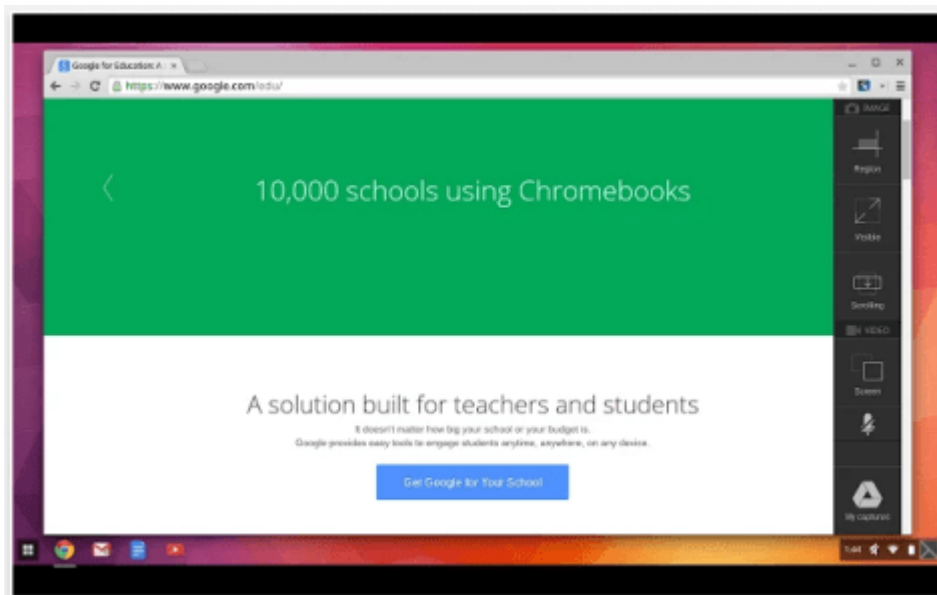 Google for Education: A
https://www.google.com/edu/
IMAGE
10,000 schools using Chromebooks
Region
Visible
Scrolling
VIDEO
A solution built for teachers and students
It doesn't matter how big your school or your budget is.
Google provides easy tools to engage students anytime, anywhere, on any device.
Screen
Get Google for Your School
My captures
1:44